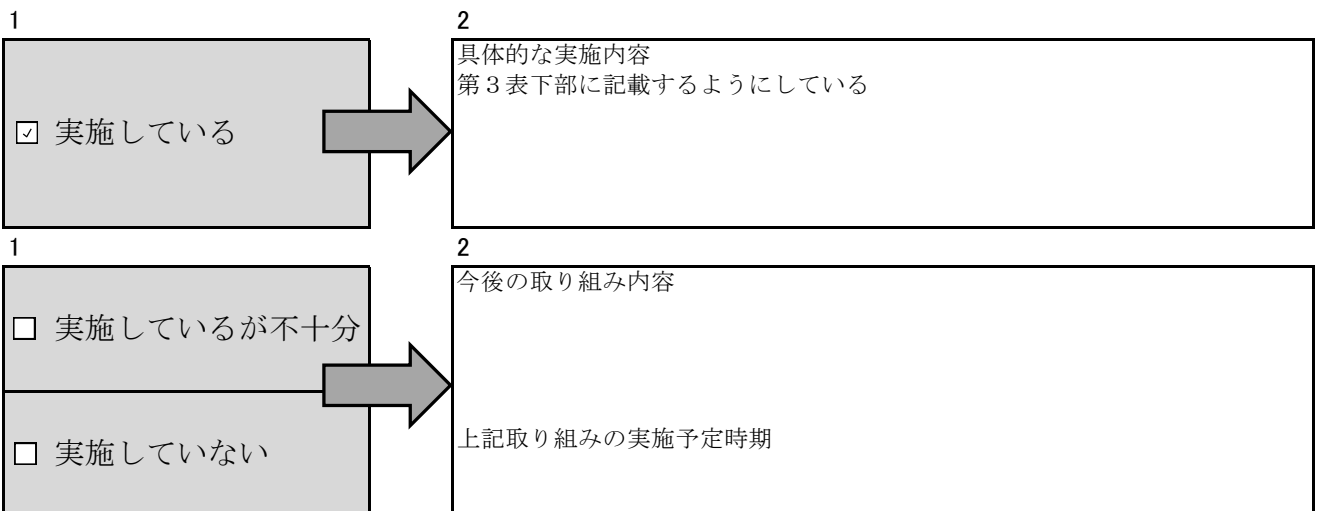 1
2
☑ 実施している
具体的な実施内容
第３表下部に記載するようにしている
1
2
☐ 実施しているが不十分
☐ 実施していない
今後の取り組み内容
上記取り組みの実施予定時期